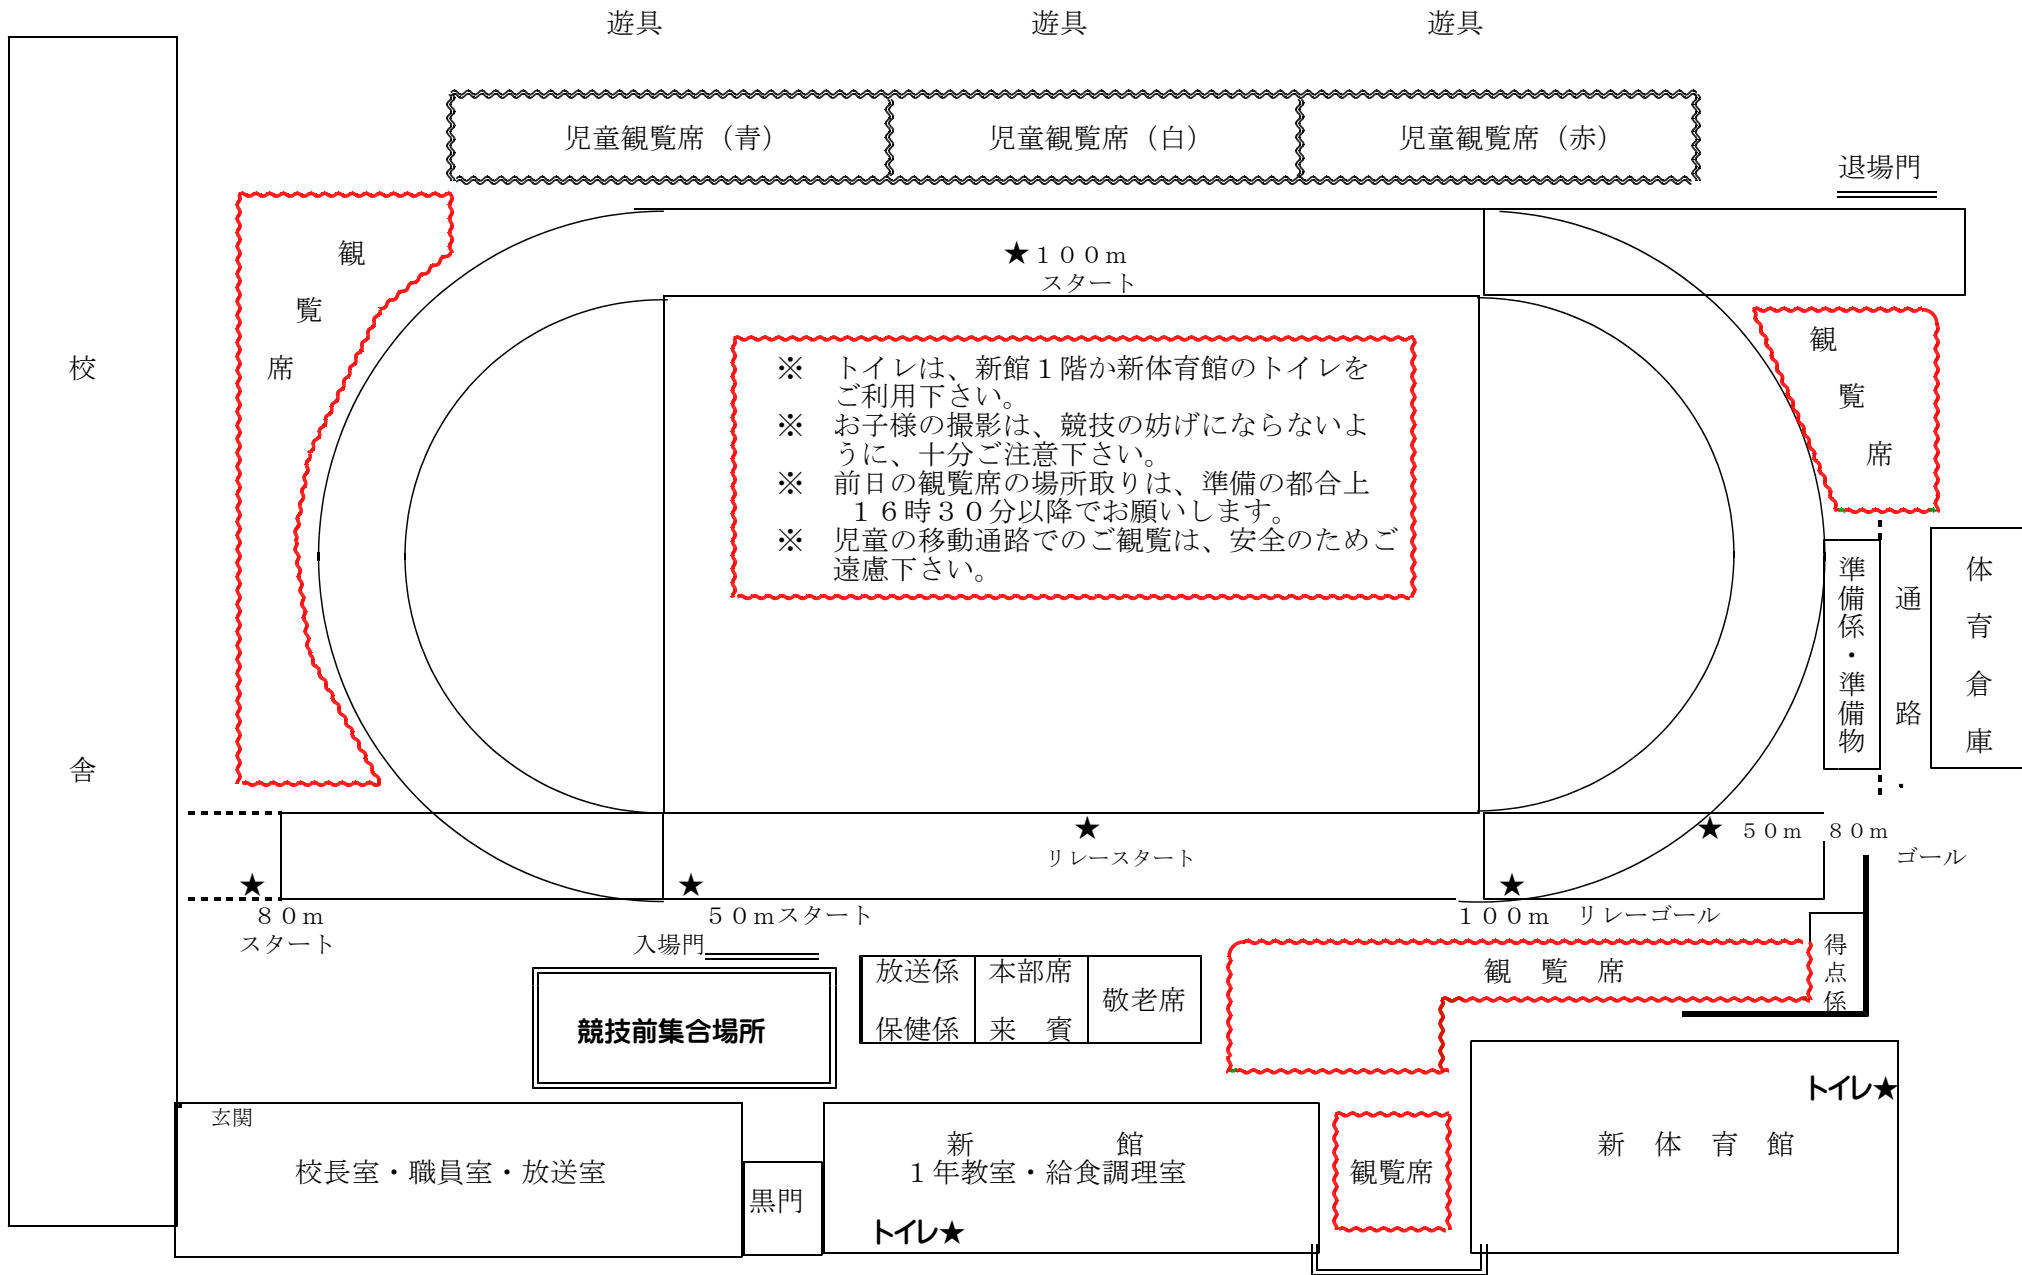 遊具
遊具
遊具
児童観覧席（青）
児童観覧席（白）
児童観覧席（赤）
退場門
観覧席
★１００ｍ
スタート
観覧席
校舎
※　トイレは、新館１階か新体育館のトイレを
ご利用下さい。
※　お子様の撮影は、競技の妨げにならないよ
うに、十分ご注意下さい。
※　前日の観覧席の場所取りは、準備の都合上
１６時３０分以降でお願いします。
※　児童の移動通路でのご観覧は、安全のためご
遠慮下さい。
準備係・準備物
通路
体育倉庫
★
リレースタート
★　５０ｍ　８０ｍ
ゴール
★
８０ｍ
スタート
★
５０ｍスタート
★
１００ｍ　リレーゴール
入場門
放送係
保健係
本部席
来　賓
敬老席
観　覧　席
得点係
競技前集合場所
トイレ★
玄関
校長室・職員室・放送室
黒門
新　　　館
１年教室・給食調理室
トイレ★
観覧席
新　体　育　館